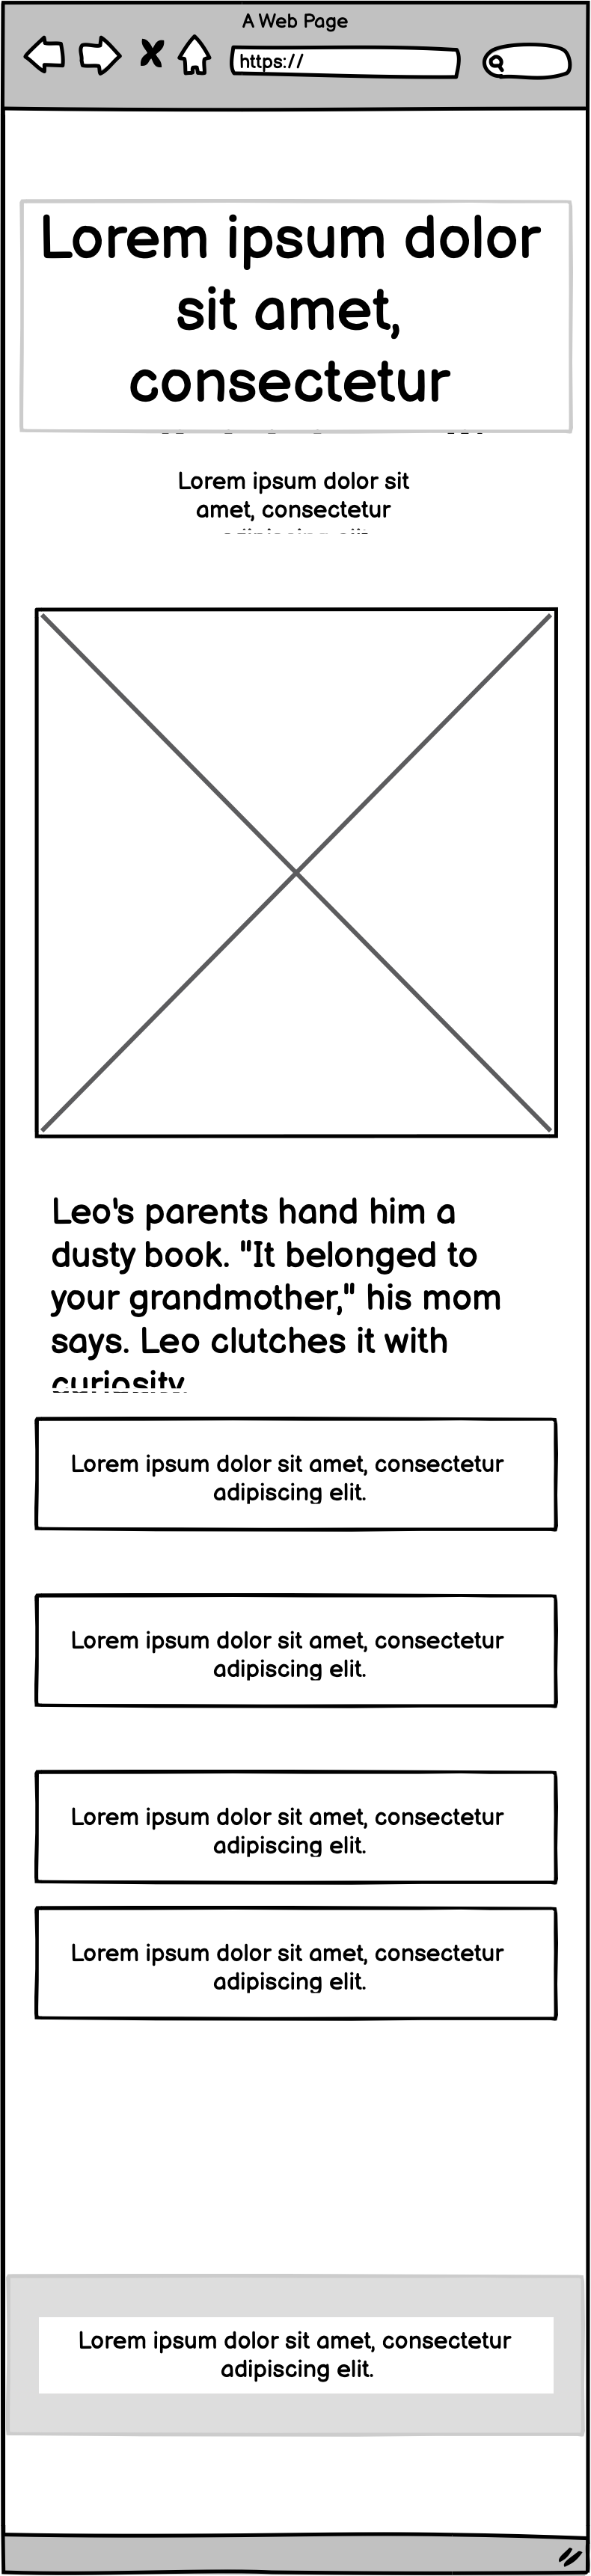 A Web Page
https://
Lorem ipsum dolor
sit amet,
consectetur
Lorem ipsum dolor sit
amet, consectetur
adipiscing elit.
Leo's parents hand him a
dusty book. "It belonged to
your grandmother," his mom
says. Leo clutches it with
curiosity.
Lorem ipsum dolor sit amet, consectetur
adipiscing elit.
Lorem ipsum dolor sit amet, consectetur
adipiscing elit.
Lorem ipsum dolor sit amet, consectetur
adipiscing elit.
Lorem ipsum dolor sit amet, consectetur
adipiscing elit.
Lorem ipsum dolor sit amet, consectetur
adipiscing elit.